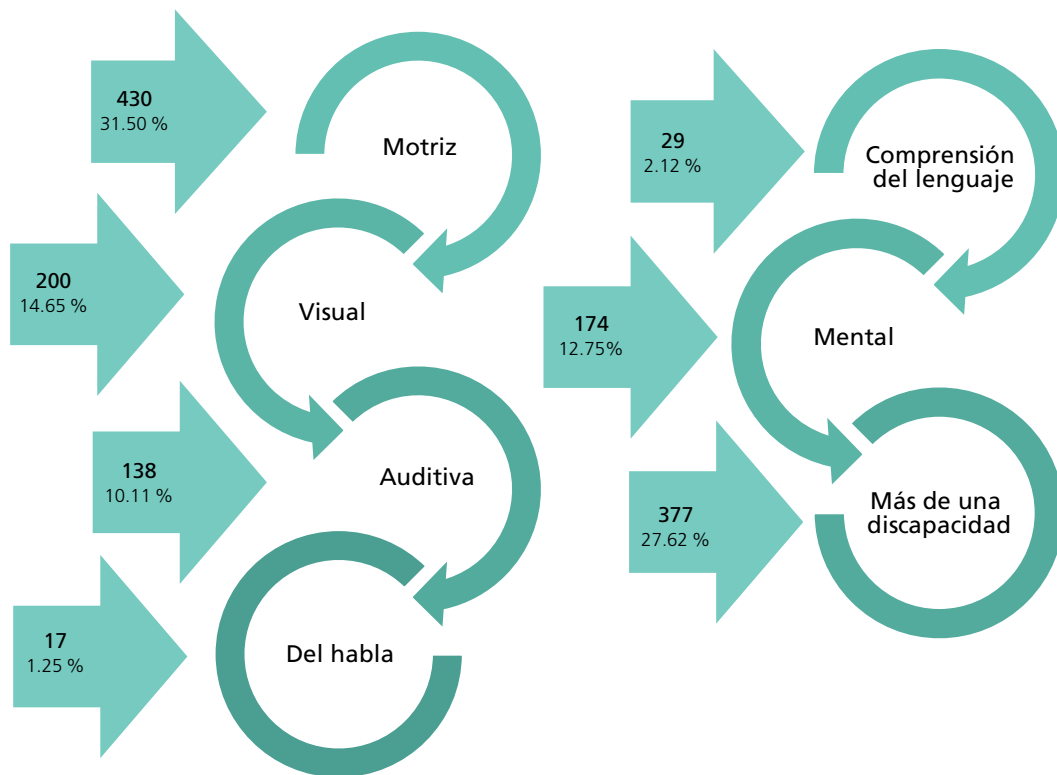 430
31.50 %
Motriz
200
14.65 %
Visual
138
10.11 %
Auditiva
17
1.25 %
Del habla
29
2.12 %
Comprensión
del lenguaje
174
12.75%
Mental
377
27.62 %
Más de una
discapacidad